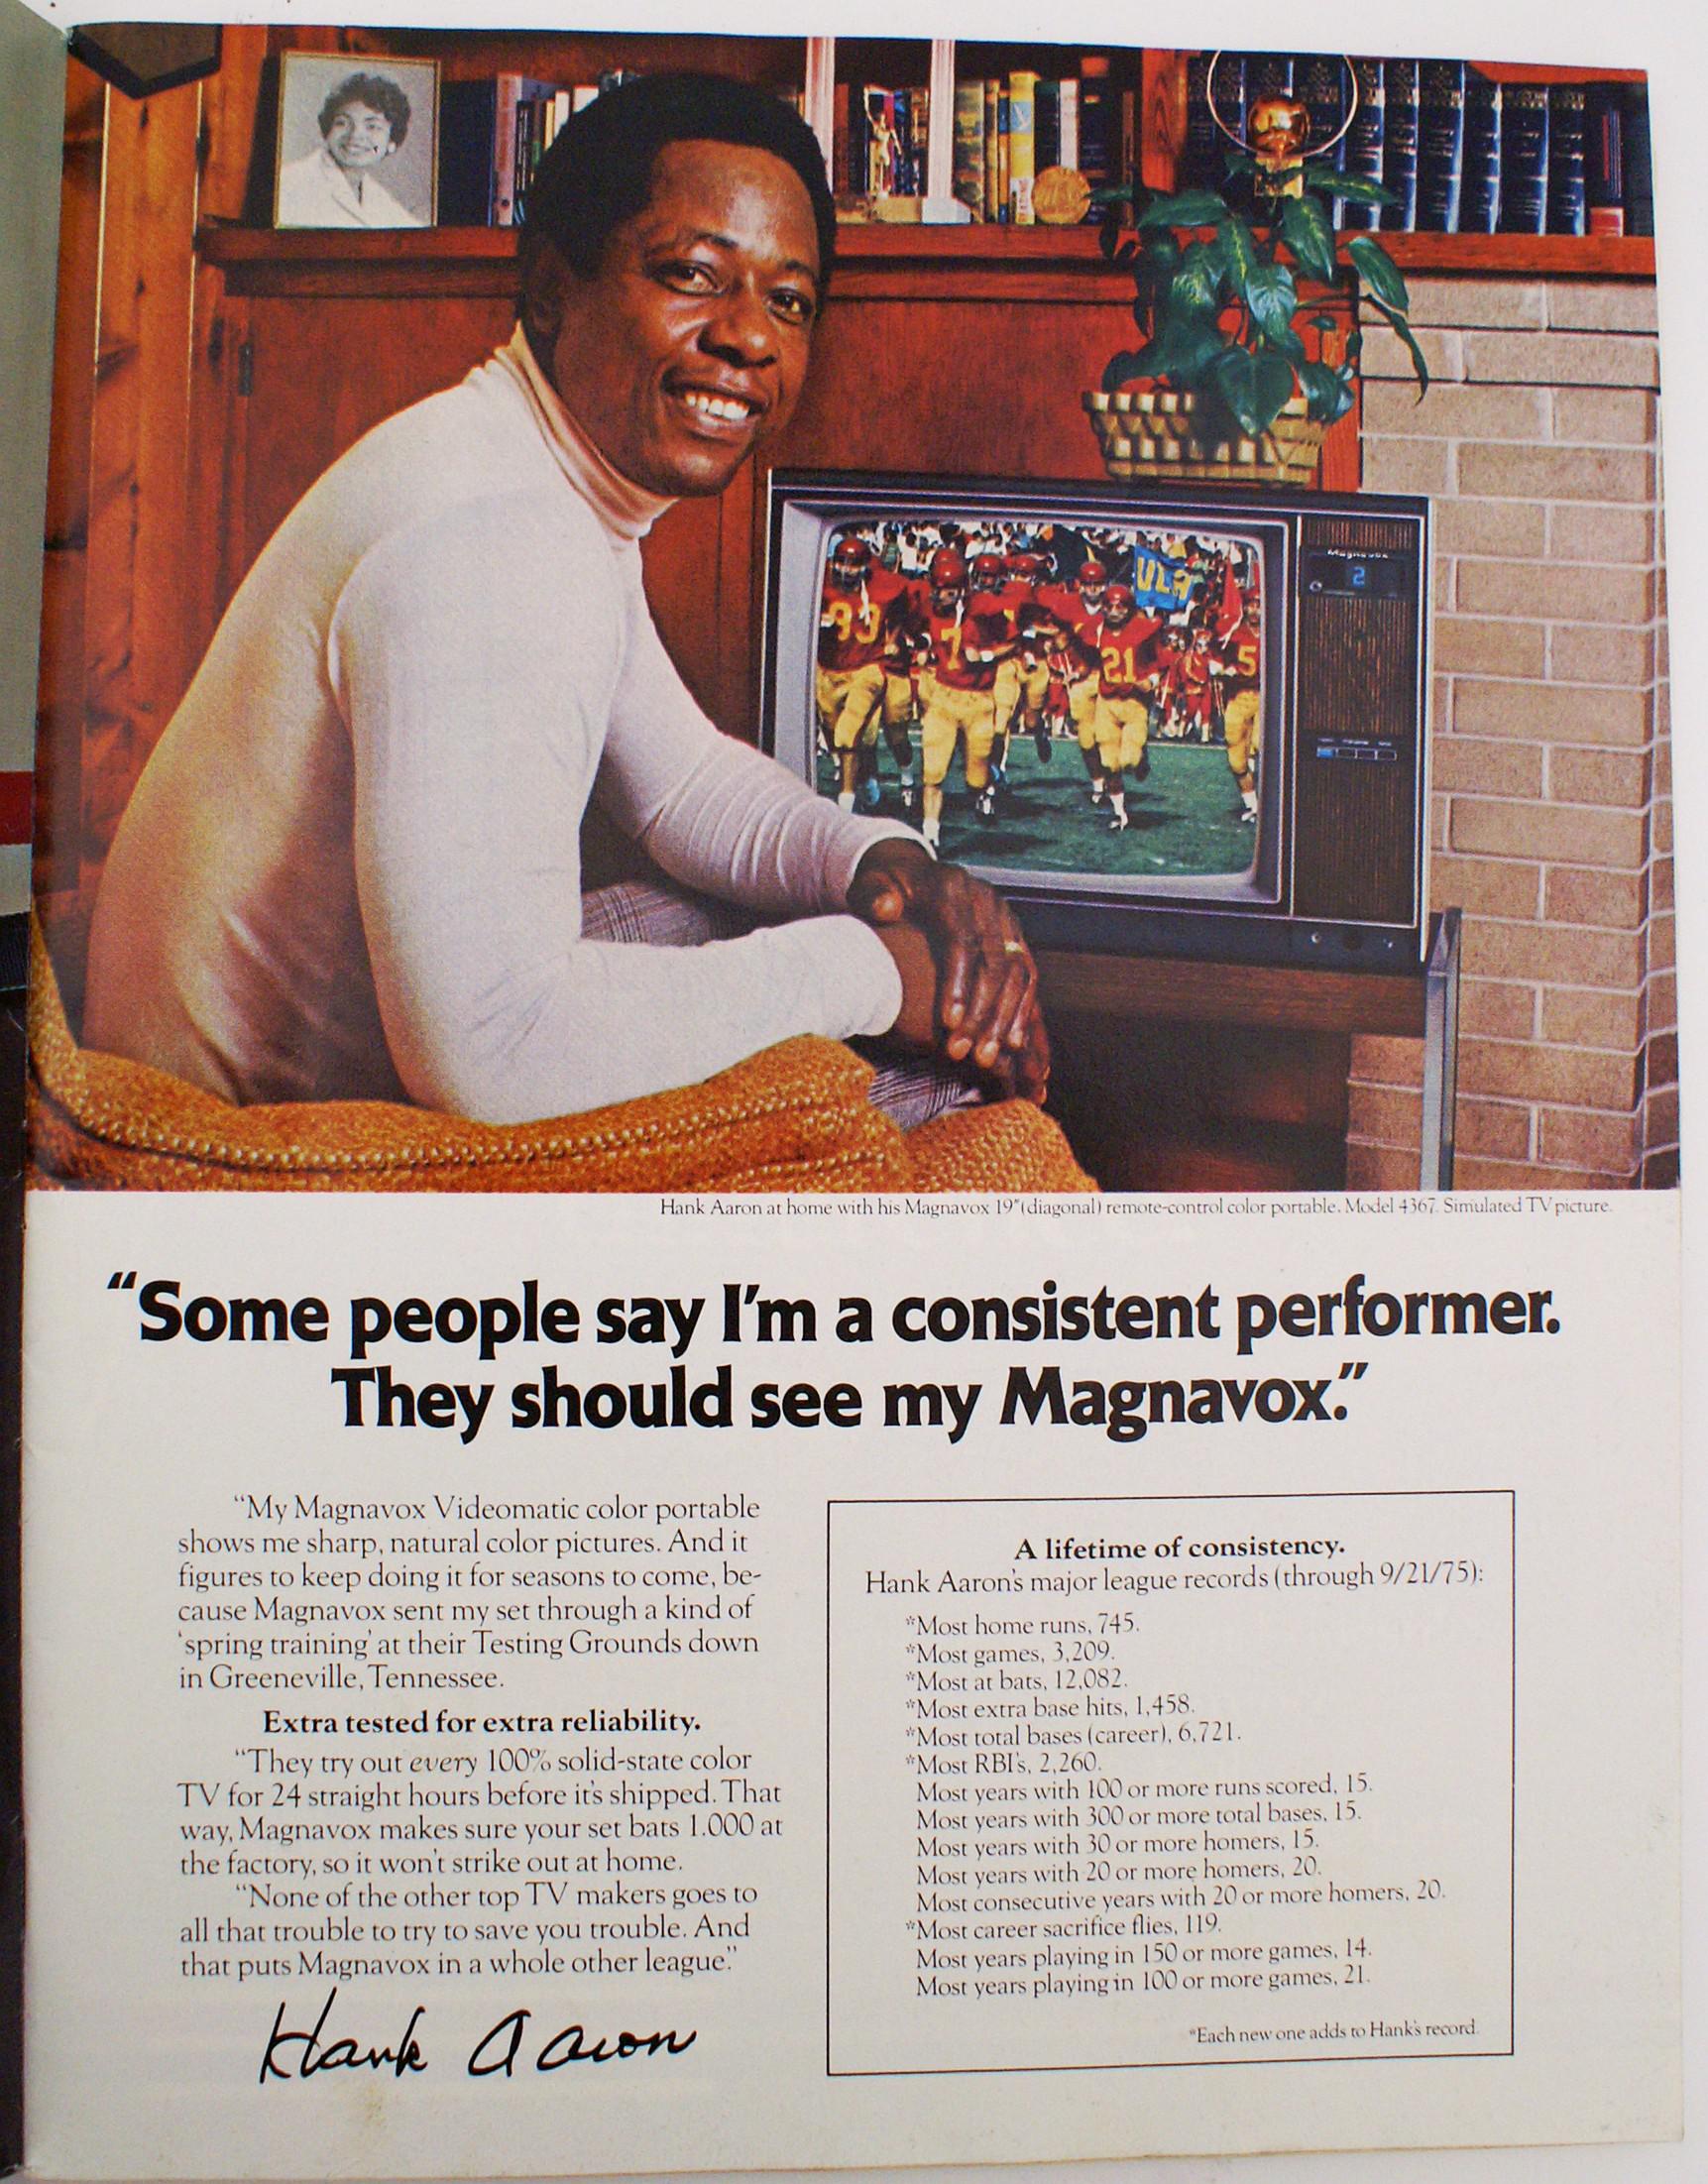 Magnavox
2
93
7
21
5
Hank Aaron at home with his Magnavox 19"(diagonal) remote-control color portable. Model 4367. Simulated TV picture.
“Some people say I'm a consistent performer.
They should see my Magnavox.”
“My Magnavox Videomatic color portable
shows me sharp, natural color pictures. And it
figures to keep doing it for seasons to come, be-
cause Magnavox sent my set through a kind of
‘spring training’ at their Testing Grounds down
in Greeneville, Tennessee.
Extra tested for extra reliability.
“They try out every 100% solid-state color
TV for 24 straight hours before it's shipped. That
way, Magnavox makes sure your set bats 1.000 at
the factory, so it won't strike out at home.
“None of the other top TV makers goes to
all that trouble to try to save you trouble. And
that puts Magnavox in a whole other league.”
Hank Aaron
A lifetime of consistency.
Hank Aaron's major league records (through 9/21/75):
*Most home runs, 745.
*Most games, 3,209.
*Most at bats, 12,082.
*Most extra base hits, 1,458.
*Most total bases (career), 6,721.
*Most RBI's, 2,260.
Most years with 100 or more runs scored, 15.
Most years with 300 or more total bases, 15.
Most years with 30 or more homers, 15.
Most years with 20 or more homers, 20.
Most consecutive years with 20 or more homers, 20.
*Most career sacrifice flies, 119.
Most years playing in 150 or more games, 14.
Most years playing in 100 or more games, 21.
*Each new one adds to Hank's record.